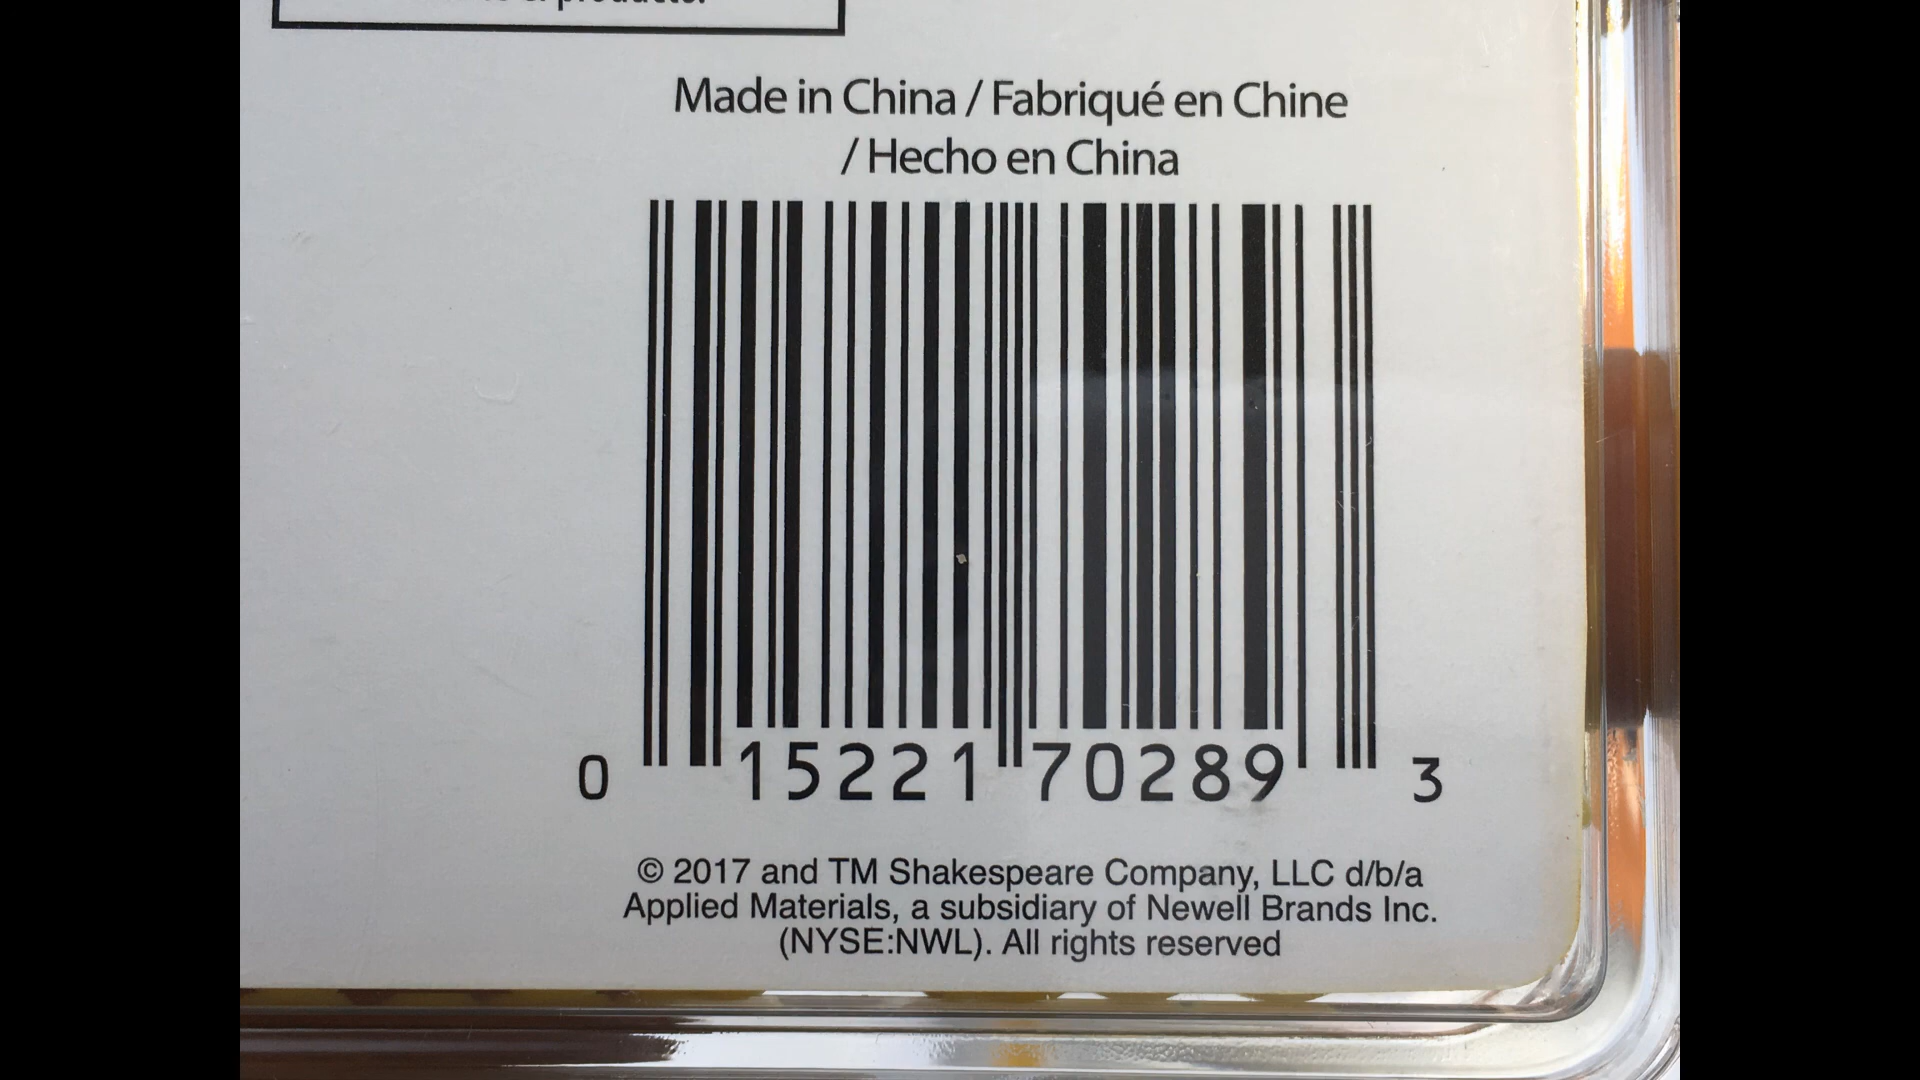 Made in China / Fabriqué en Chine
/ Hecho en China
0 15221 70289 3
© 2017 and TM Shakespeare Company, LLC d/b/a
Applied Materials, a subsidiary of Newell Brands Inc.
(NYSE:NWL). All rights reserved